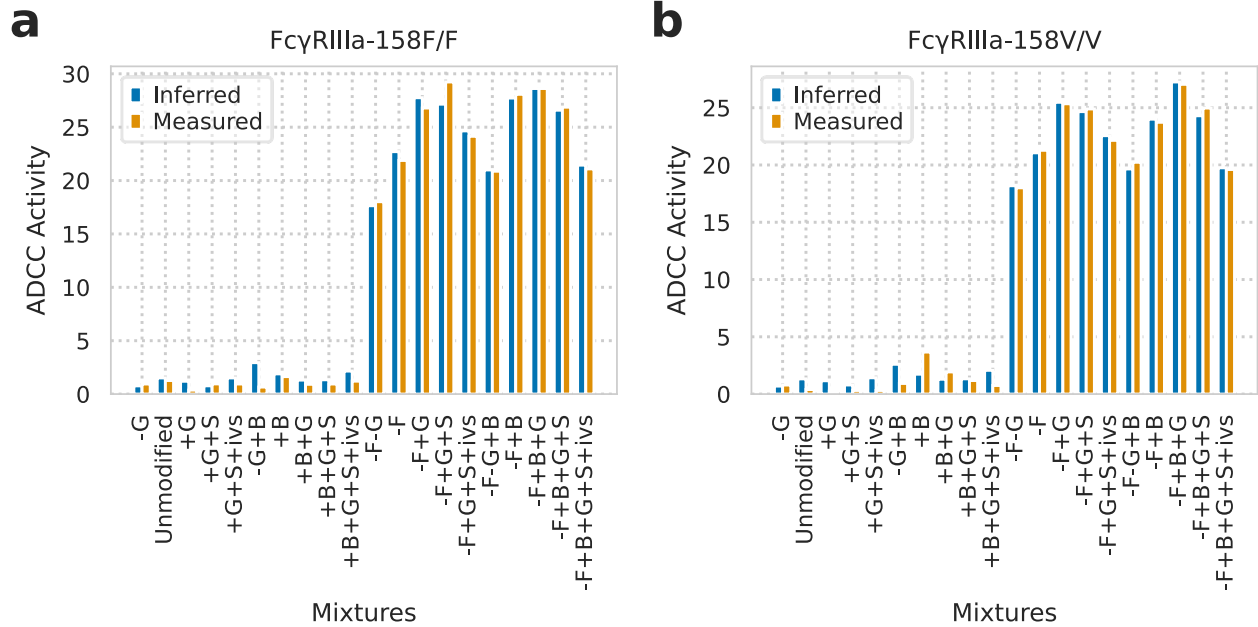 a
FcγRIIIa-158F/F
ADCC Activity
30
25
20
15
10
5
0
Inferred
Measured
-G
Unmodified
+G
+G+S
+G+S+ivs
-G+B
+B
+B+G
+B+G+S
+B+G+S+ivs
-F-G
-F
-F+G
-F+G+S
-F+G+S+ivs
-F-G+B
-F+B
-F+B+G
-F+B+G+S
-F+B+G+S+ivs
Mixtures
b
FcγRIIIa-158V/V
ADCC Activity
25
20
15
10
5
0
Inferred
Measured
-G
Unmodified
+G
+G+S
+G+S+ivs
-G+B
+B
+B+G
+B+G+S
+B+G+S+ivs
-F-G
-F
-F+G
-F+G+S
-F+G+S+ivs
-F-G+B
-F+B
-F+B+G
-F+B+G+S
-F+B+G+S+ivs
Mixtures